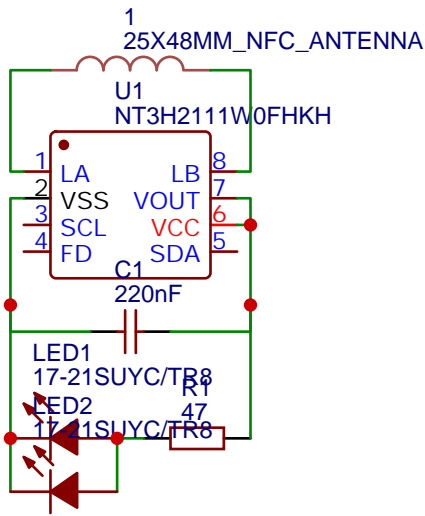 1
25X48MM_NFC_ANTENNA
U1
NT3H2111W0FHKH
1 LA LB 8
2 VSS VOUT 7
3 SCL VCC 6
4 FD SDA 5
C1
220nF
LED1
17-21SUYC/TR8
R1
LED2 47
17-21SUYC/TR8